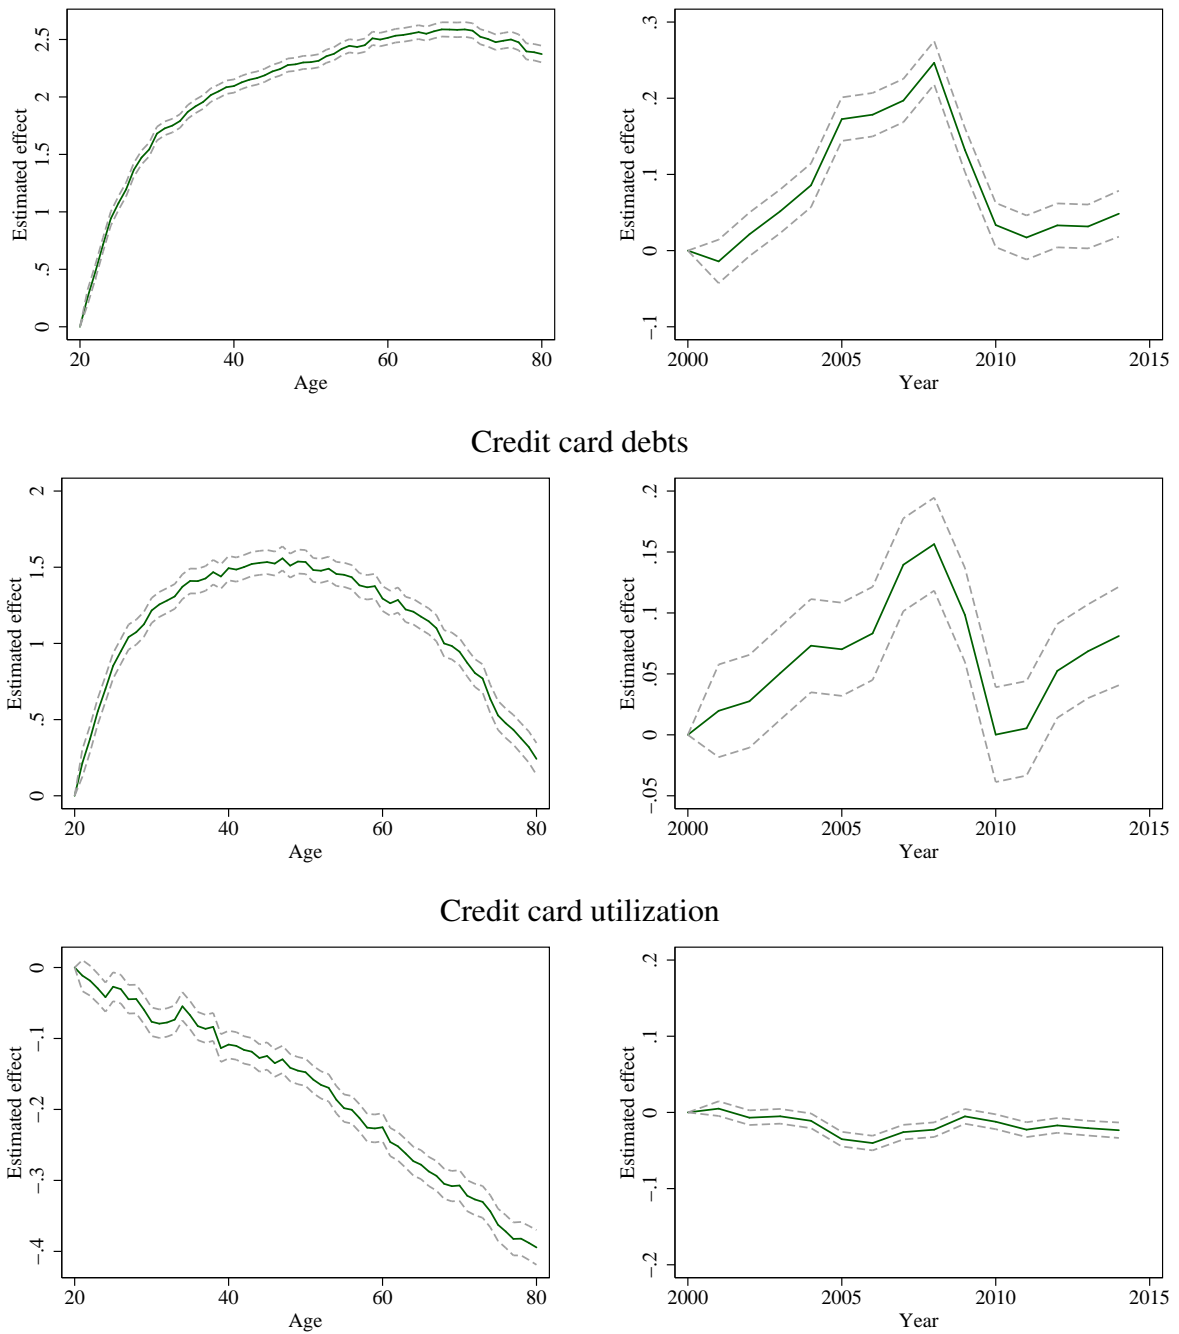 Estimated effect
0 .5 1 1.5 2 2.5
20 40 60 80
Age
Estimated effect
−.1 0 .1 .2 .3
2000 2005 2010 2015
Year
Credit card debts
Estimated effect
0 .5 1 1.5 2
20 40 60 80
Age
Estimated effect
−.05 0 .05 .1 .15 .2
2000 2005 2010 2015
Year
Credit card utilization
Estimated effect
−.4 −.3 −.2 −.1 0
20 40 60 80
Age
Estimated effect
−.2 −.1 0 .1 .2
2000 2005 2010 2015
Year